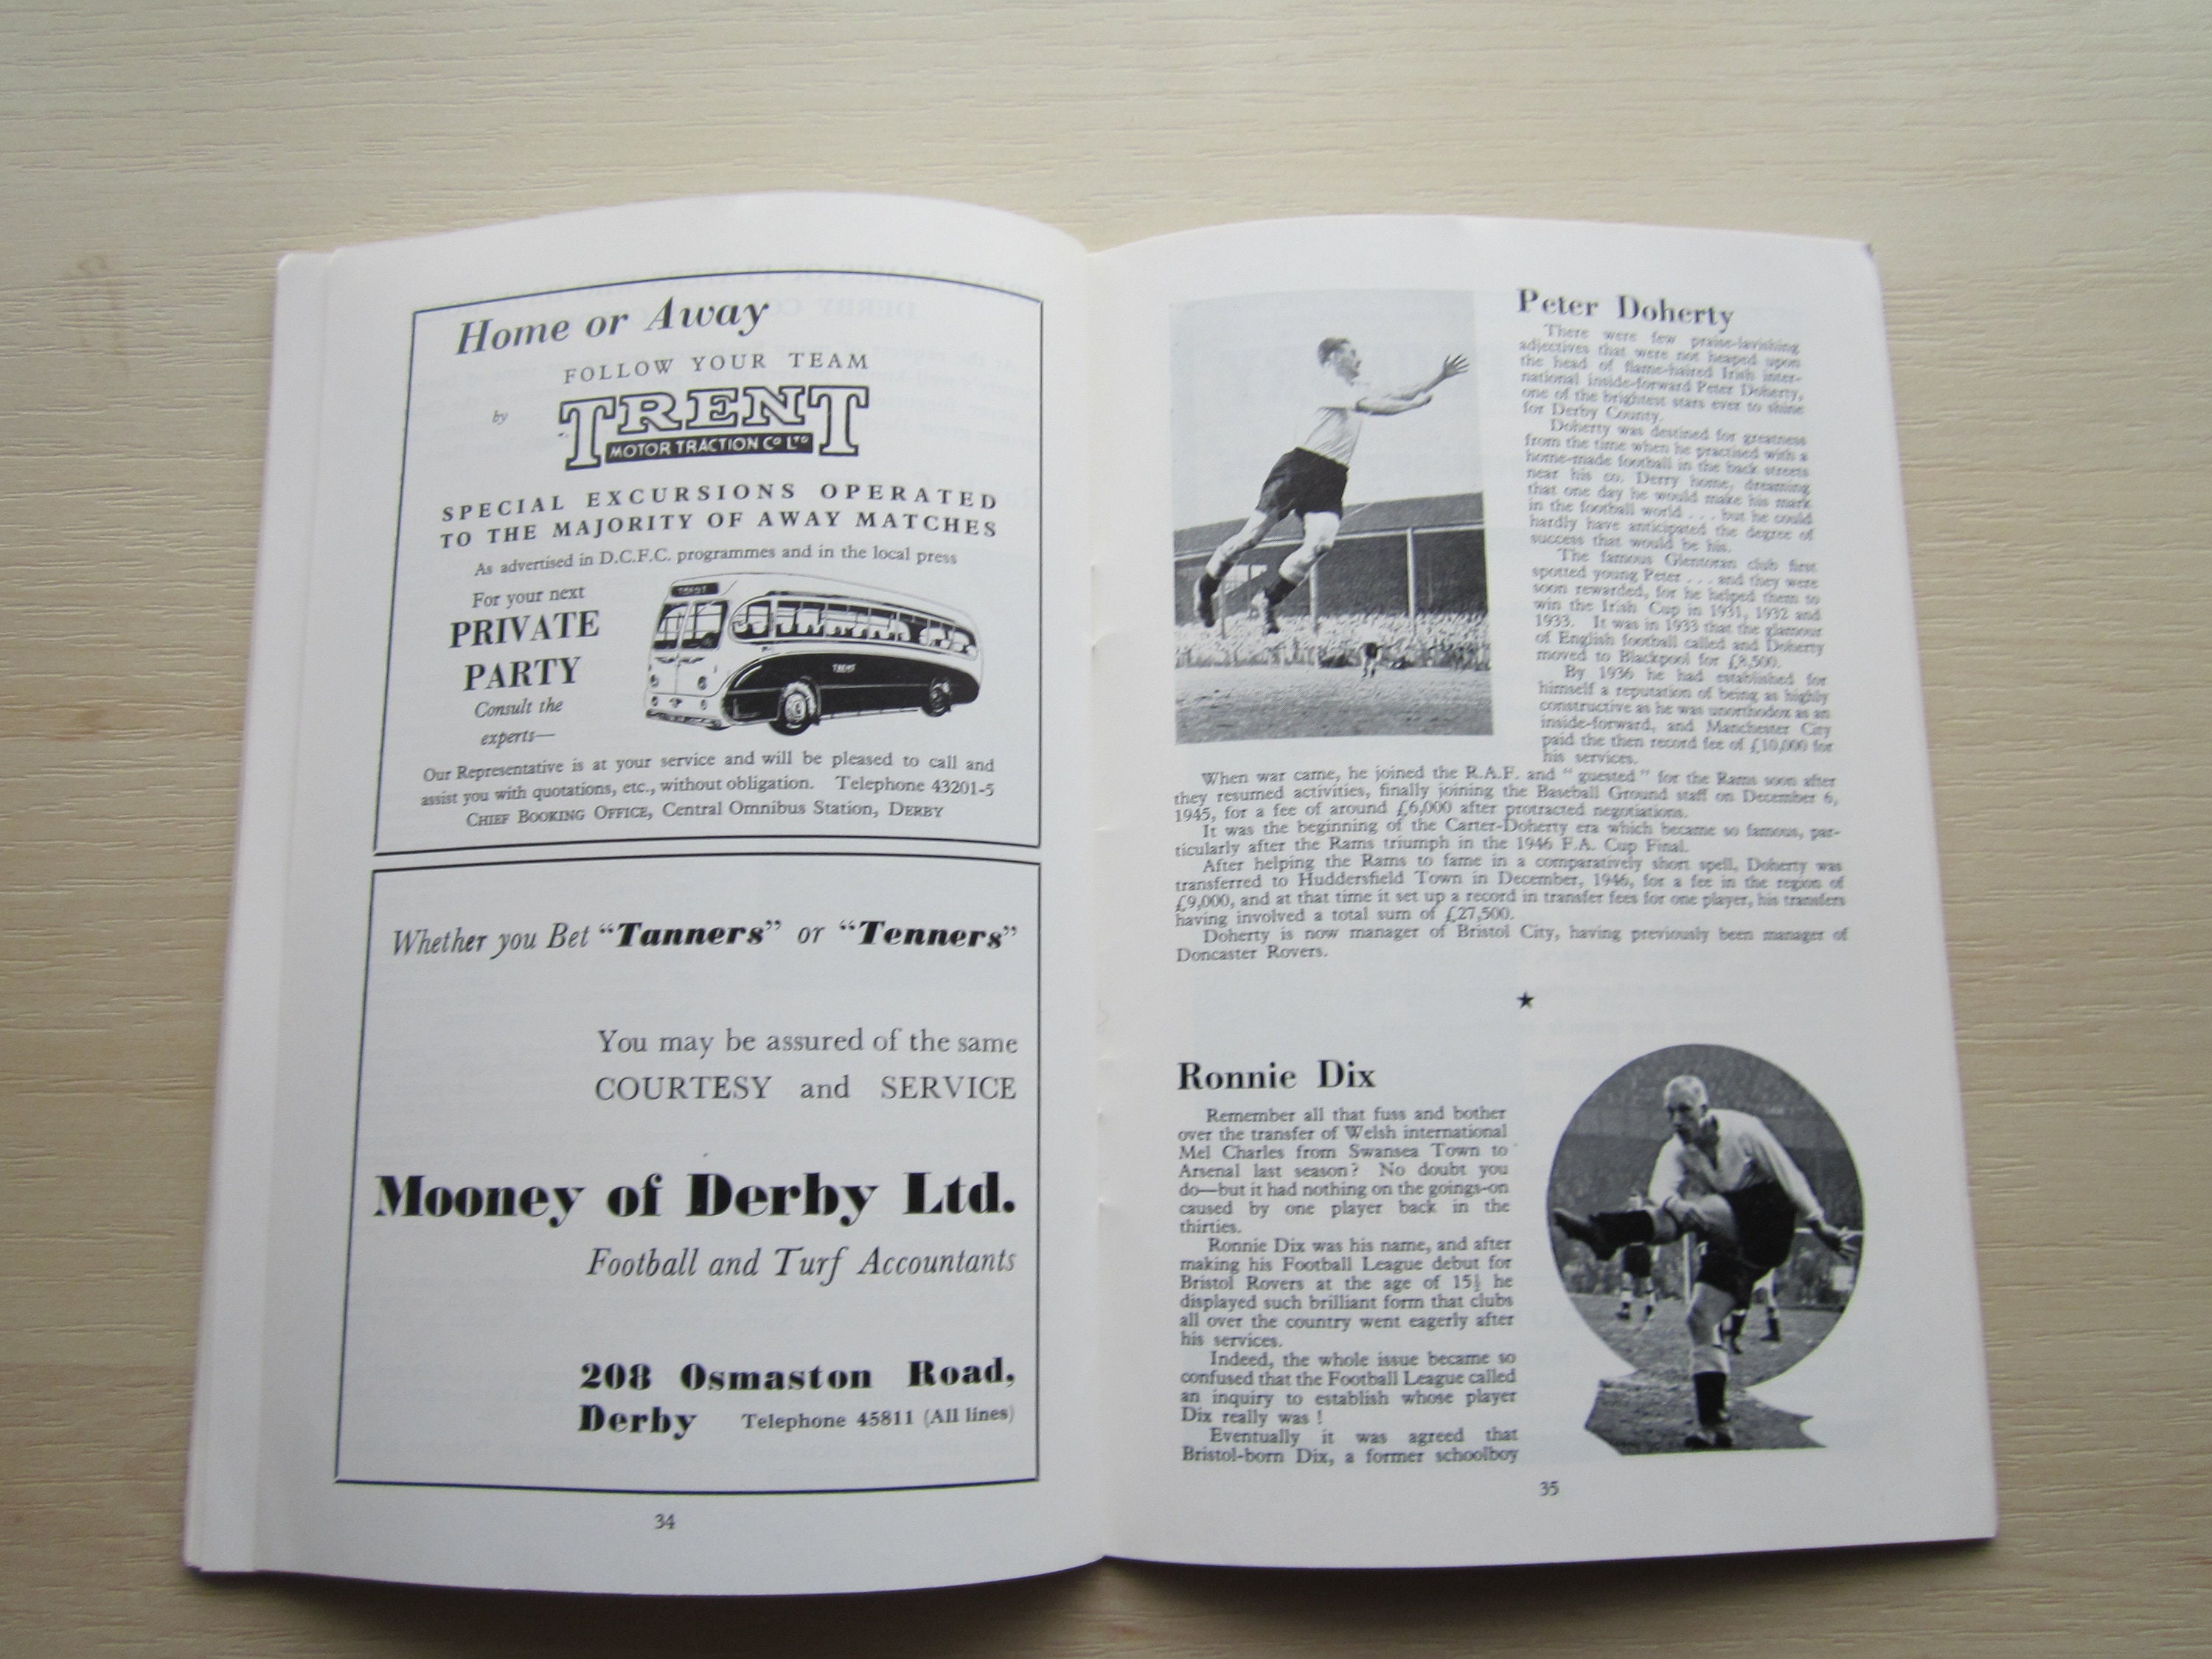 Home or Away
FOLLOW YOUR TEAM
by
TRENT
MOTOR TRACTION Co LTD
SPECIAL EXCURSIONS OPERATED
TO THE MAJORITY OF AWAY MATCHES
As advertised in D.C.F.C. programmes and in the local press
For your next
PRIVATE
PARTY
Consult the
experts—
TRENT
TRENT
Our Representative is at your service and will be pleased to call and
assist you with quotations, etc., without obligation. Telephone 43201-5
CHIEF BOOKING OFFICE, Central Omnibus Station, DERBY
Whether you Bet "Tanners" or "Tenners"
You may be assured of the same
COURTESY and SERVICE
Mooney of Derby Ltd.
Football and Turf Accountants
208 Osmaston Road,
Derby Telephone 45811 (All lines)
34
Peter Doherty
There were few praise-lavishing
adjectives that were not heaped upon
the head of flame-haired Irish inter-
national inside-forward Peter Doherty,
one of the brightest stars ever to shine
for Derby County.
Doherty was destined for greatness
from the time when he practised with a
home-made football in the back streets
near his co. Derry home, dreaming
that one day he would make his mark
in the football world . . . but he could
hardly have anticipated the degree of
success that would be his.
The famous Glentoran club first
spotted young Peter . . . and they were
soon rewarded, for he helped them to
win the Irish Cup in 1931, 1932 and
1933. It was in 1933 that the glamour
of English football called and Doherty
moved to Blackpool for £8,500.
By 1936 he had established for
himself a reputation of being as highly
constructive as he was unorthodox as an
inside-forward, and Manchester City
paid the then record fee of £10,000 for
his services.
When war came, he joined the R.A.F. and "guested" for the Rams soon after
they resumed activities, finally joining the Baseball Ground staff on December 6,
1945, for a fee of around £6,000 after protracted negotiations.
It was the beginning of the Carter-Doherty era which became so famous, par-
ticularly after the Rams triumph in the 1946 F.A. Cup Final.
After helping the Rams to fame in a comparatively short spell, Doherty was
transferred to Huddersfield Town in December, 1946, for a fee in the region of
£9,000, and at that time it set up a record in transfer fees for one player, his transfers
having involved a total sum of £27,500.
Doherty is now manager of Bristol City, having previously been manager of
Doncaster Rovers.
Ronnie Dix
Remember all that fuss and bother
over the transfer of Welsh international
Mel Charles from Swansea Town to
Arsenal last season? No doubt you
do—but it had nothing on the goings-on
caused by one player back in the
thirties.
Ronnie Dix was his name, and after
making his Football League debut for
Bristol Rovers at the age of 15½ he
displayed such brilliant form that clubs
all over the country went eagerly after
his services.
Indeed, the whole issue became so
confused that the Football League called
an inquiry to establish whose player
Dix really was !
Eventually it was agreed that
Bristol-born Dix, a former schoolboy
35